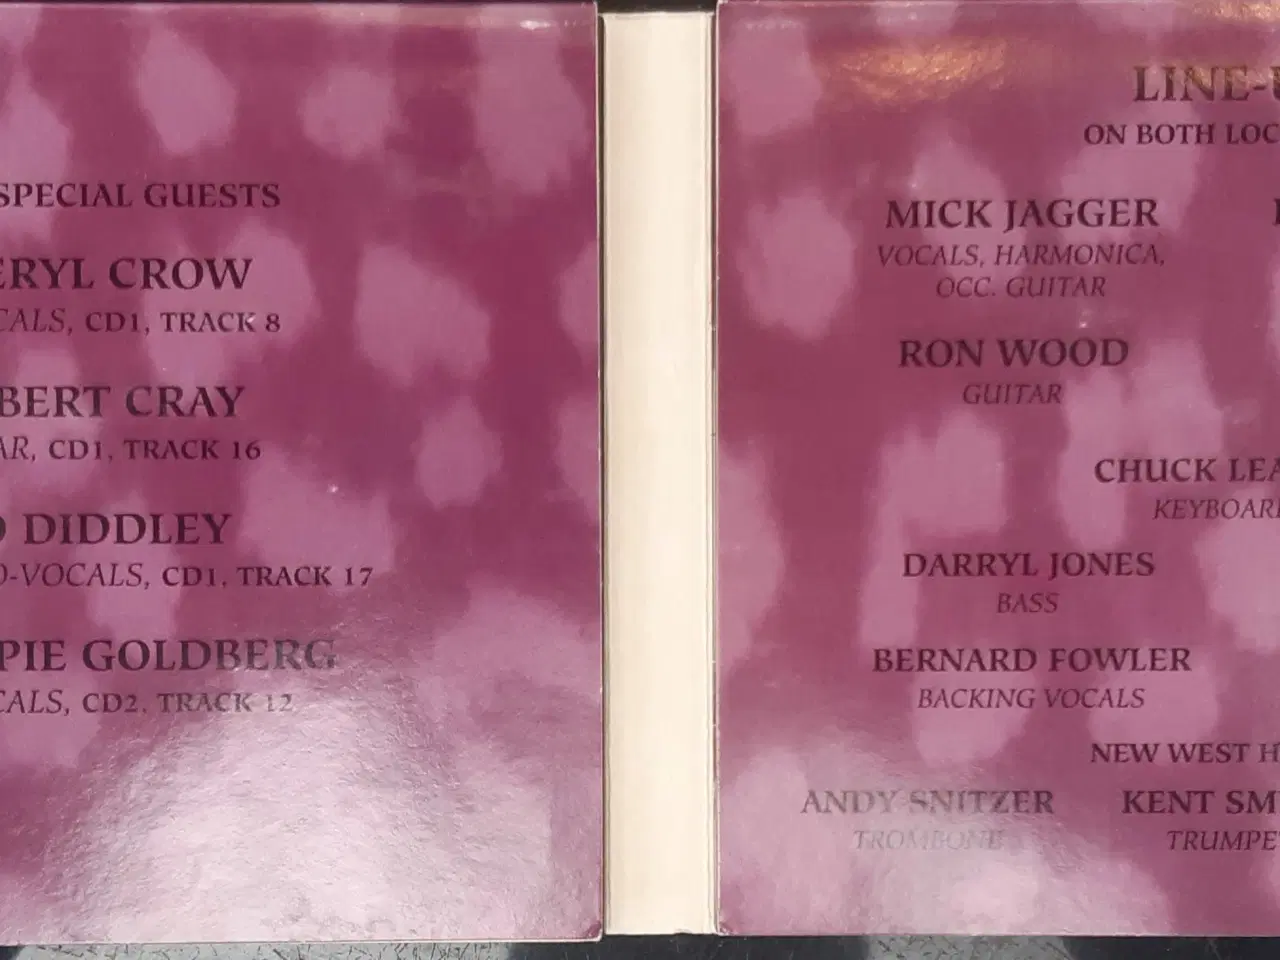 SPECIAL GUESTS
ERYL CROW
CALS, CD1, TRACK 8
BERT CRAY
AR, CD1, TRACK 16
O DIDDLEY
O-VOCALS, CD1, TRACK 17
PIE GOLDBERG
CALS, CD2, TRACK 12
LINE-U
ON BOTH LOC
MICK JAGGER
VOCALS, HARMONICA,
OCC. GUITAR
RON WOOD
GUITAR
CHUCK LEA
KEYBOAR
DARRYL JONES
BASS
BERNARD FOWLER
BACKING VOCALS
NEW WEST H
ANDY SNITZER KENT SM
TROMBONE TRUMPE